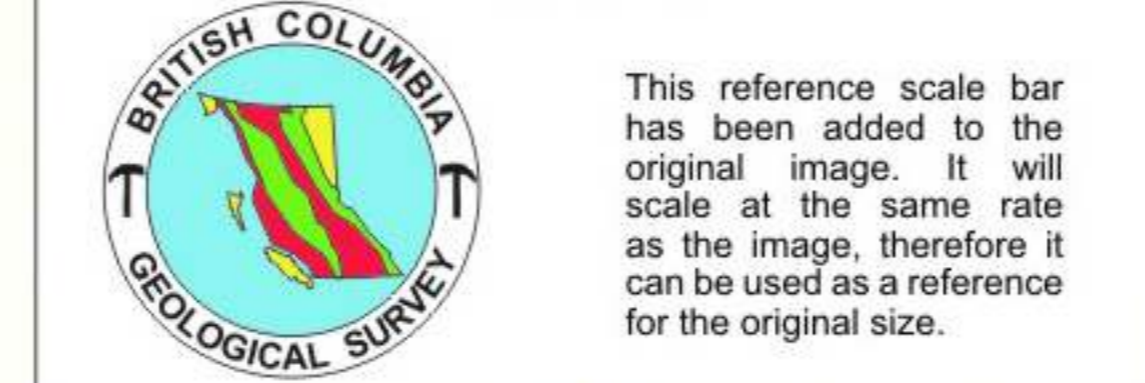 BRITISH COLUMBIA
GEOLOGICAL SURVEY
This reference scale bar
has been added to the
original image. It will
scale at the same rate
as the image, therefore it
can be used as a reference
for the original size.